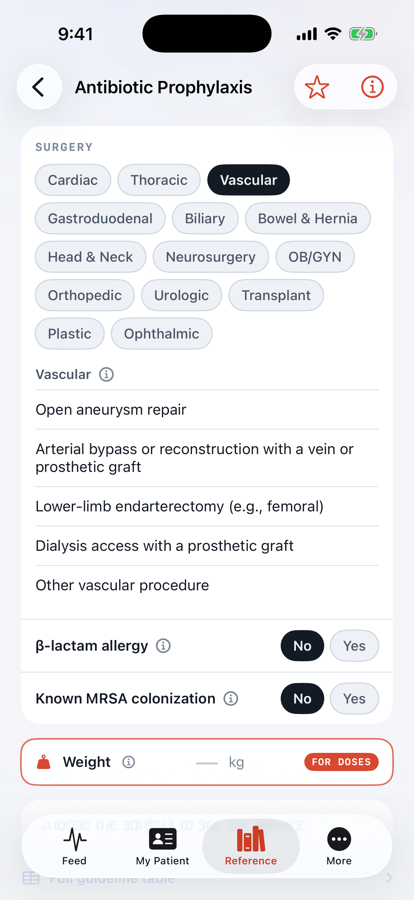 9:41
Antibiotic Prophylaxis
SURGERY
Cardiac Thoracic Vascular
Gastroduodenal Biliary Bowel & Hernia
Head & Neck Neurosurgery OB/GYN
Orthopedic Urologic Transplant
Plastic Ophthalmic
Vascular
Open aneurysm repair
Arterial bypass or reconstruction with a vein or
prosthetic graft
Lower-limb endarterectomy (e.g., femoral)
Dialysis access with a prosthetic graft
Other vascular procedure
β-lactam allergy No Yes
Known MRSA colonization No Yes
Weight kg FOR DOSES
Feed My Patient Reference More
Full guideline table